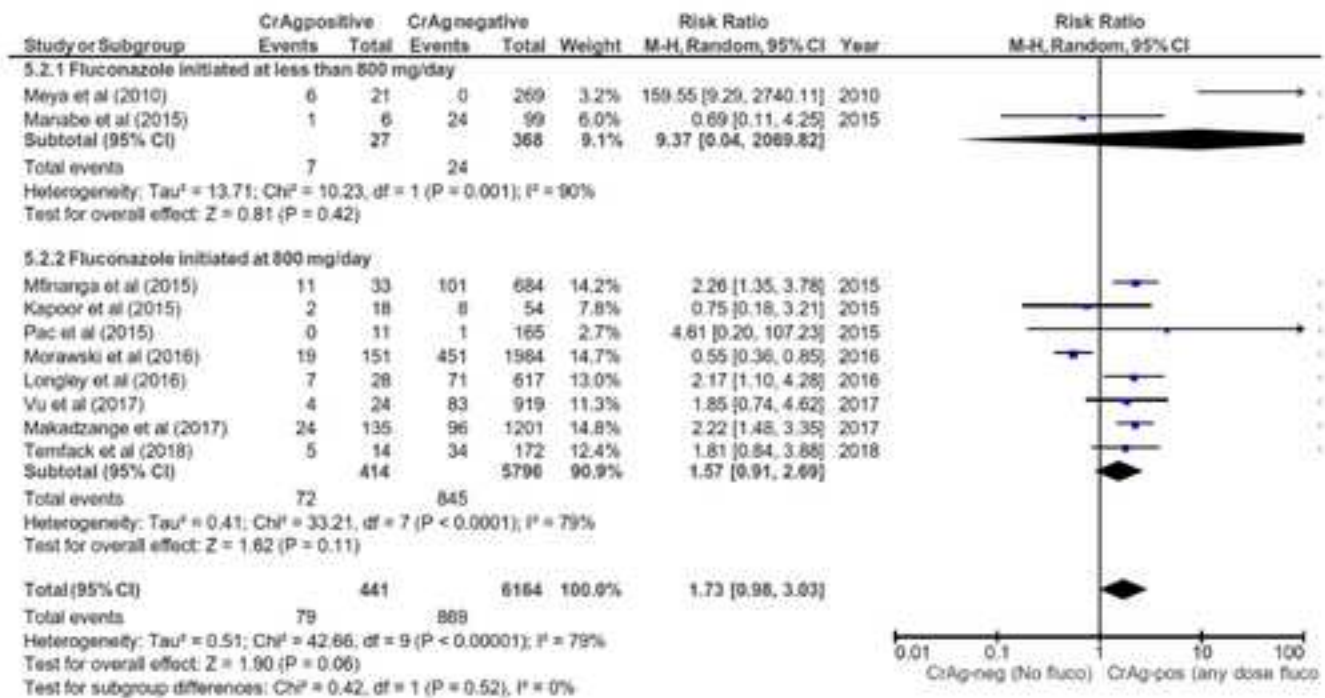 CrAgpositive CrAgnegative Risk Ratio Risk Ratio
Study or Subgroup Events Total Events Total Weight M-H, Random, 95% CI Year M-H, Random, 95% CI
5.2.1 Fluconazole initiated at less than 800 mg/day
Meya et al (2010) 6 21 0 269 3.2% 159.55 [9.29, 2740.11] 2010
Manabe et al (2015) 1 6 24 99 6.0% 0.69 [0.11, 4.25] 2015
Subtotal (95% CI) 27 368 9.1% 9.37 [0.04, 2069.82]
Total events 7 24
Heterogeneity: Tau² = 13.71; Chi² = 10.23, df = 1 (P = 0.001); I² = 90%
Test for overall effect: Z = 0.81 (P = 0.42)
5.2.2 Fluconazole initiated at 800 mg/day
Mfinanga et al (2015) 11 33 101 684 14.2% 2.26 [1.35, 3.78] 2015
Kapoor et al (2015) 2 18 8 54 7.8% 0.75 [0.18, 3.21] 2015
Pac et al (2015) 0 11 1 165 2.7% 4.61 [0.20, 107.23] 2015
Morawski et al (2016) 19 151 451 1984 14.7% 0.55 [0.36, 0.85] 2016
Longley et al (2016) 7 28 71 617 13.0% 2.17 [1.10, 4.28] 2016
Vu et al (2017) 4 24 83 919 11.3% 1.85 [0.74, 4.62] 2017
Makadzange et al (2017) 24 135 96 1201 14.8% 2.22 [1.48, 3.35] 2017
Temfack et al (2018) 5 14 34 172 12.4% 1.81 [0.84, 3.88] 2018
Subtotal (95% CI) 414 5796 90.9% 1.57 [0.91, 2.69]
Total events 72 845
Heterogeneity: Tau² = 0.41; Chi² = 33.21, df = 7 (P < 0.0001); I² = 79%
Test for overall effect: Z = 1.62 (P = 0.11)
Total (95% CI) 441 6164 100.0% 1.73 [0.98, 3.03]
Total events 79 869
Heterogeneity: Tau² = 0.51; Chi² = 42.66, df = 9 (P < 0.00001); I² = 79%
Test for overall effect: Z = 1.90 (P = 0.06)
Test for subgroup differences: Chi² = 0.42, df = 1 (P = 0.52), I² = 0%
0.01 0.1 1 10 100
CrAg-neg (No fluco) CrAg-pos (any dosa fluco